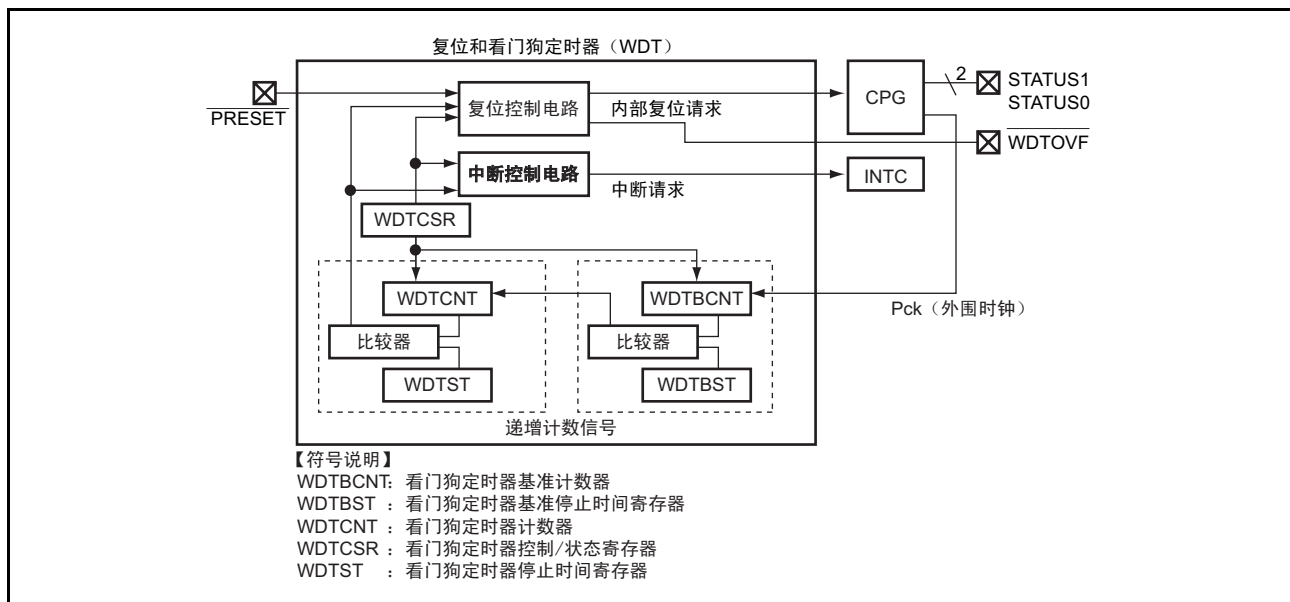 复位和看门狗定时器（WDT）
PRESET
复位控制电路
内部复位请求
CPG
2
STATUS1
STATUS0
WDTOVF
中断控制电路
中断请求
INTC
WDTCSR
WDTCNT
WDTBCNT
Pck（外围时钟）
比较器
比较器
WDTST
WDTBST
递增计数信号
【符号说明】
WDTBCNT：看门狗定时器基准计数器
WDTBST ：看门狗定时器基准停止时间寄存器
WDTCNT ：看门狗定时器计数器
WDTCSR ：看门狗定时器控制/状态寄存器
WDTST ：看门狗定时器停止时间寄存器